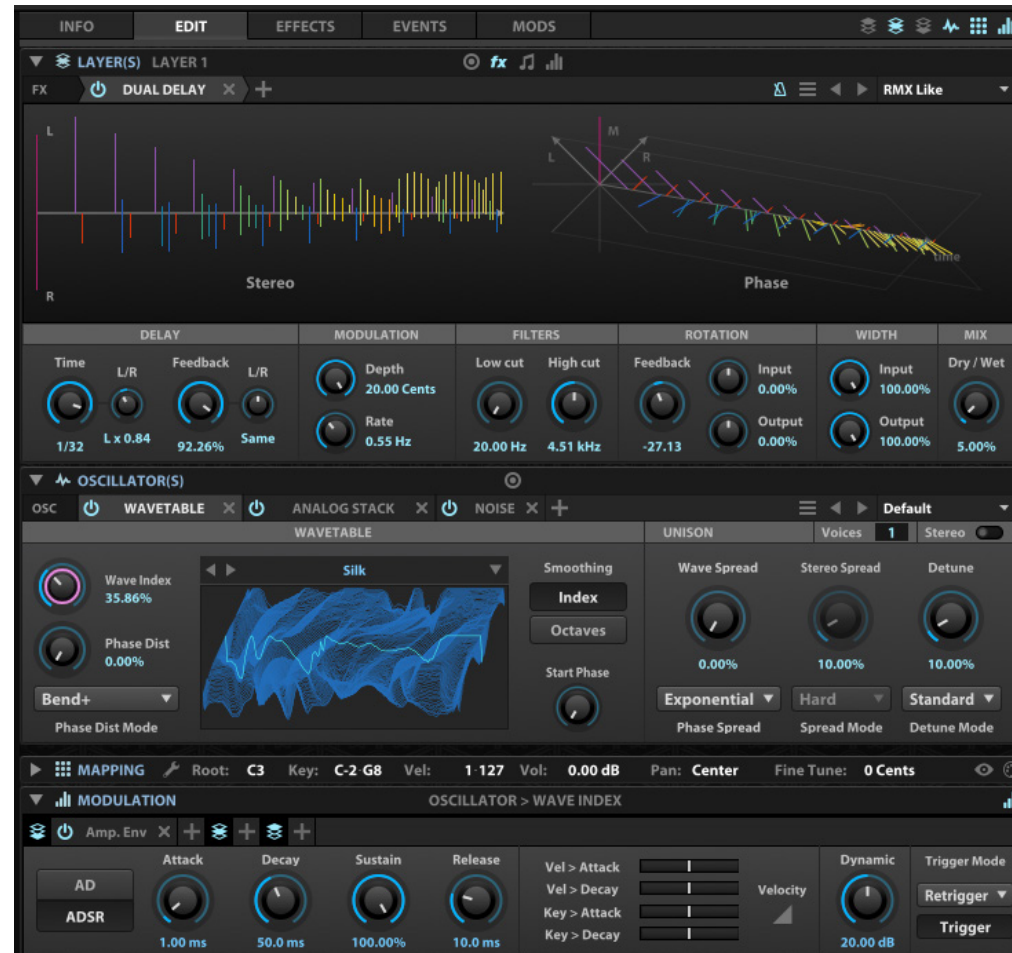 INFO EDIT EFFECTS EVENTS MODS
LAYER(S) LAYER 1 fx
FX DUAL DELAY RMX Like
L
R
Stereo
M
L R
time
Phase
DELAY MODULATION FILTERS ROTATION WIDTH MIX
Time L/R Feedback L/R Depth Low cut High cut Feedback Input Input Dry / Wet
20.00 Cents 0.00% 100.00%
Rate Output Output
1/32 L x 0.84 92.26% Same 0.55 Hz 20.00 Hz 4.51 kHz -27.13 0.00% 100.00% 5.00%
OSCILLATOR(S)
OSC WAVETABLE ANALOG STACK NOISE Default
WAVETABLE UNISON Voices 1 Stereo
Wave Index
35.86%
Silk
Smoothing
Index
Octaves
Wave Spread Stereo Spread Detune
Phase Dist
0.00%
Start Phase
0.00% 10.00% 10.00%
Bend+ Exponential Hard Standard
Phase Dist Mode Phase Spread Spread Mode Detune Mode
MAPPING Root: C3 Key: C-2-G8 Vel: 1-127 Vol: 0.00 dB Pan: Center Fine Tune: 0 Cents
MODULATION OSCILLATOR > WAVE INDEX
Amp. Env
AD
ADSR
Attack Decay Sustain Release
1.00 ms 50.0 ms 100.00% 10.0 ms
Vel > Attack
Vel > Decay
Key > Attack
Key > Decay
Velocity
Dynamic
20.00 dB
Trigger Mode
Retrigger
Trigger